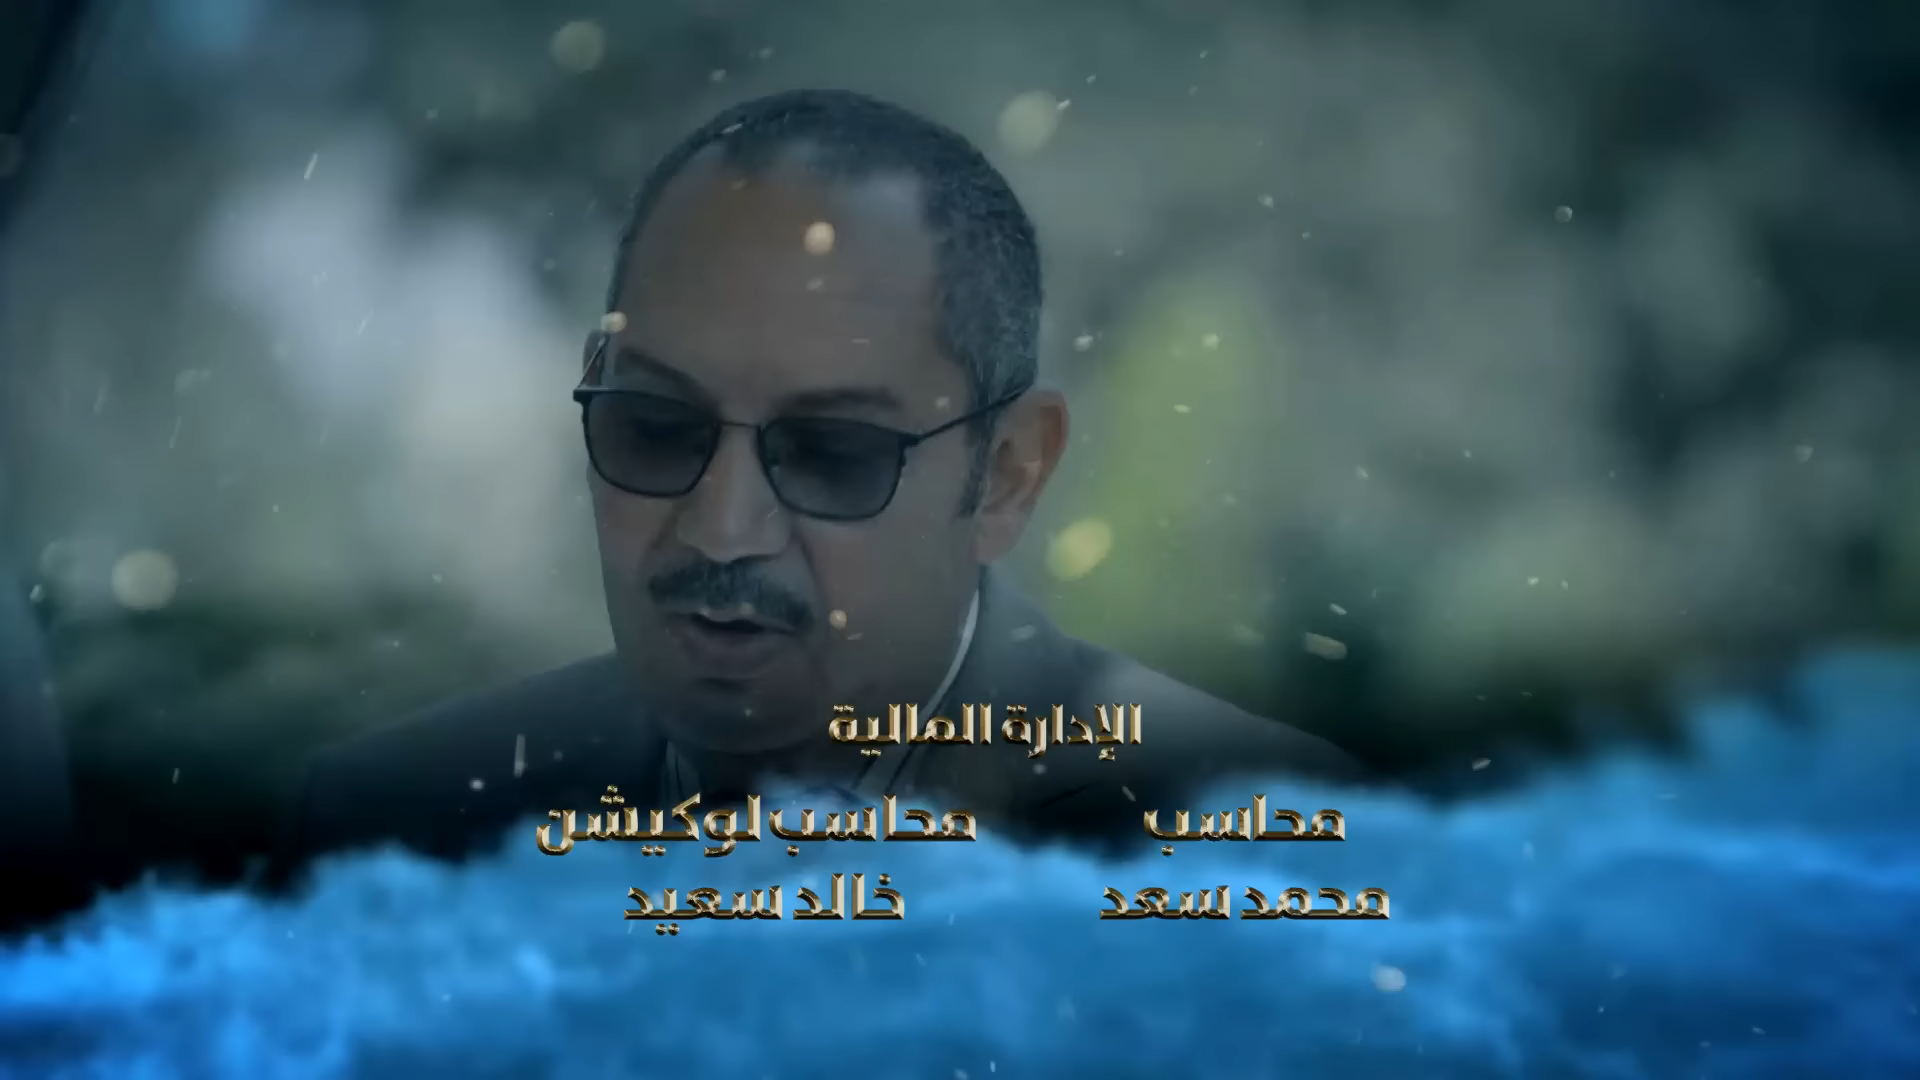 الإدارة المالية
محاسب
محمد سعد
محاسب لوكيشن
خالد سعيد